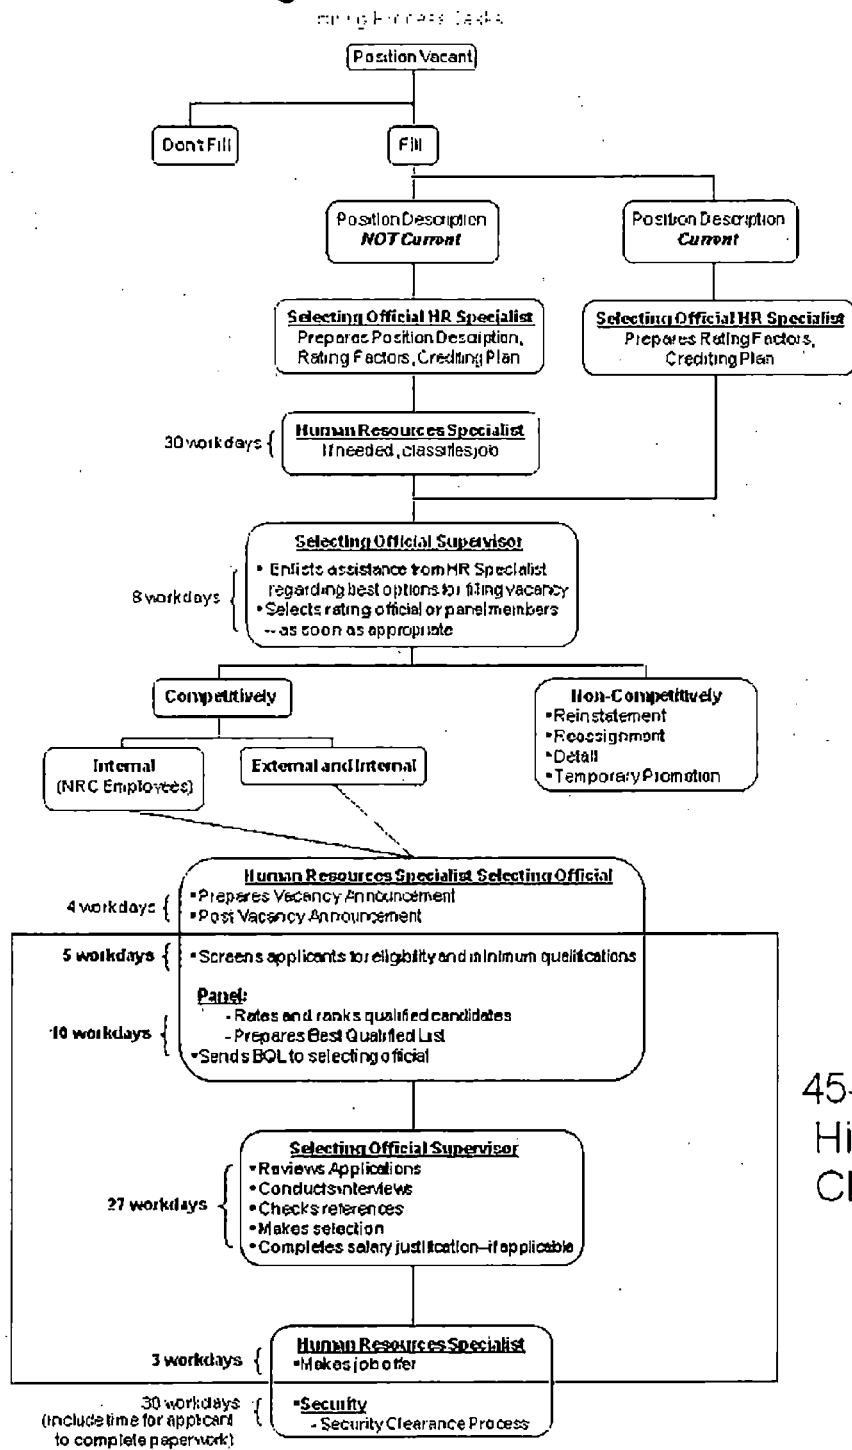 Process Tasks
Position Vacant
Don't Fill
Fill
Position Description
NOT Current
Position Description
Current
Selecting Official HR Specialist
Prepares Position Description,
Rating Factors, Crediting Plan
Selecting Official HR Specialist
Prepares Rating Factors,
Crediting Plan
30 workdays
Human Resources Specialist
If needed, classifies job
8 workdays
Selecting Official Supervisor
• Enlists assistance from HR Specialist
regarding best options for filling vacancy
• Selects rating official or panel members
-- as soon as appropriate
Competitively
Non-Competitively
• Reinstatement
• Reassignment
• Detail
• Temporary Promotion
Internal
(NRC Employees)
External and Internal
Human Resources Specialist Selecting Official
4 workdays
• Prepares Vacancy Announcement
• Post Vacancy Announcement
5 workdays
• Screens applicants for eligibility and minimum qualifications
Panel:
- Rates and ranks qualified candidates
10 workdays
- Prepares Best Qualified List
• Sends BQL to selecting official
45-
Hi
Selecting Official Supervisor
27 workdays
• Reviews Applications
• Conducts interviews
• Checks references
• Makes selection
• Completes salary justification--if applicable
Human Resources Specialist
3 workdays
• Makes job offer
30 workdays
(include time for applicant
to complete paperwork)
• Security
- Security Clearance Process